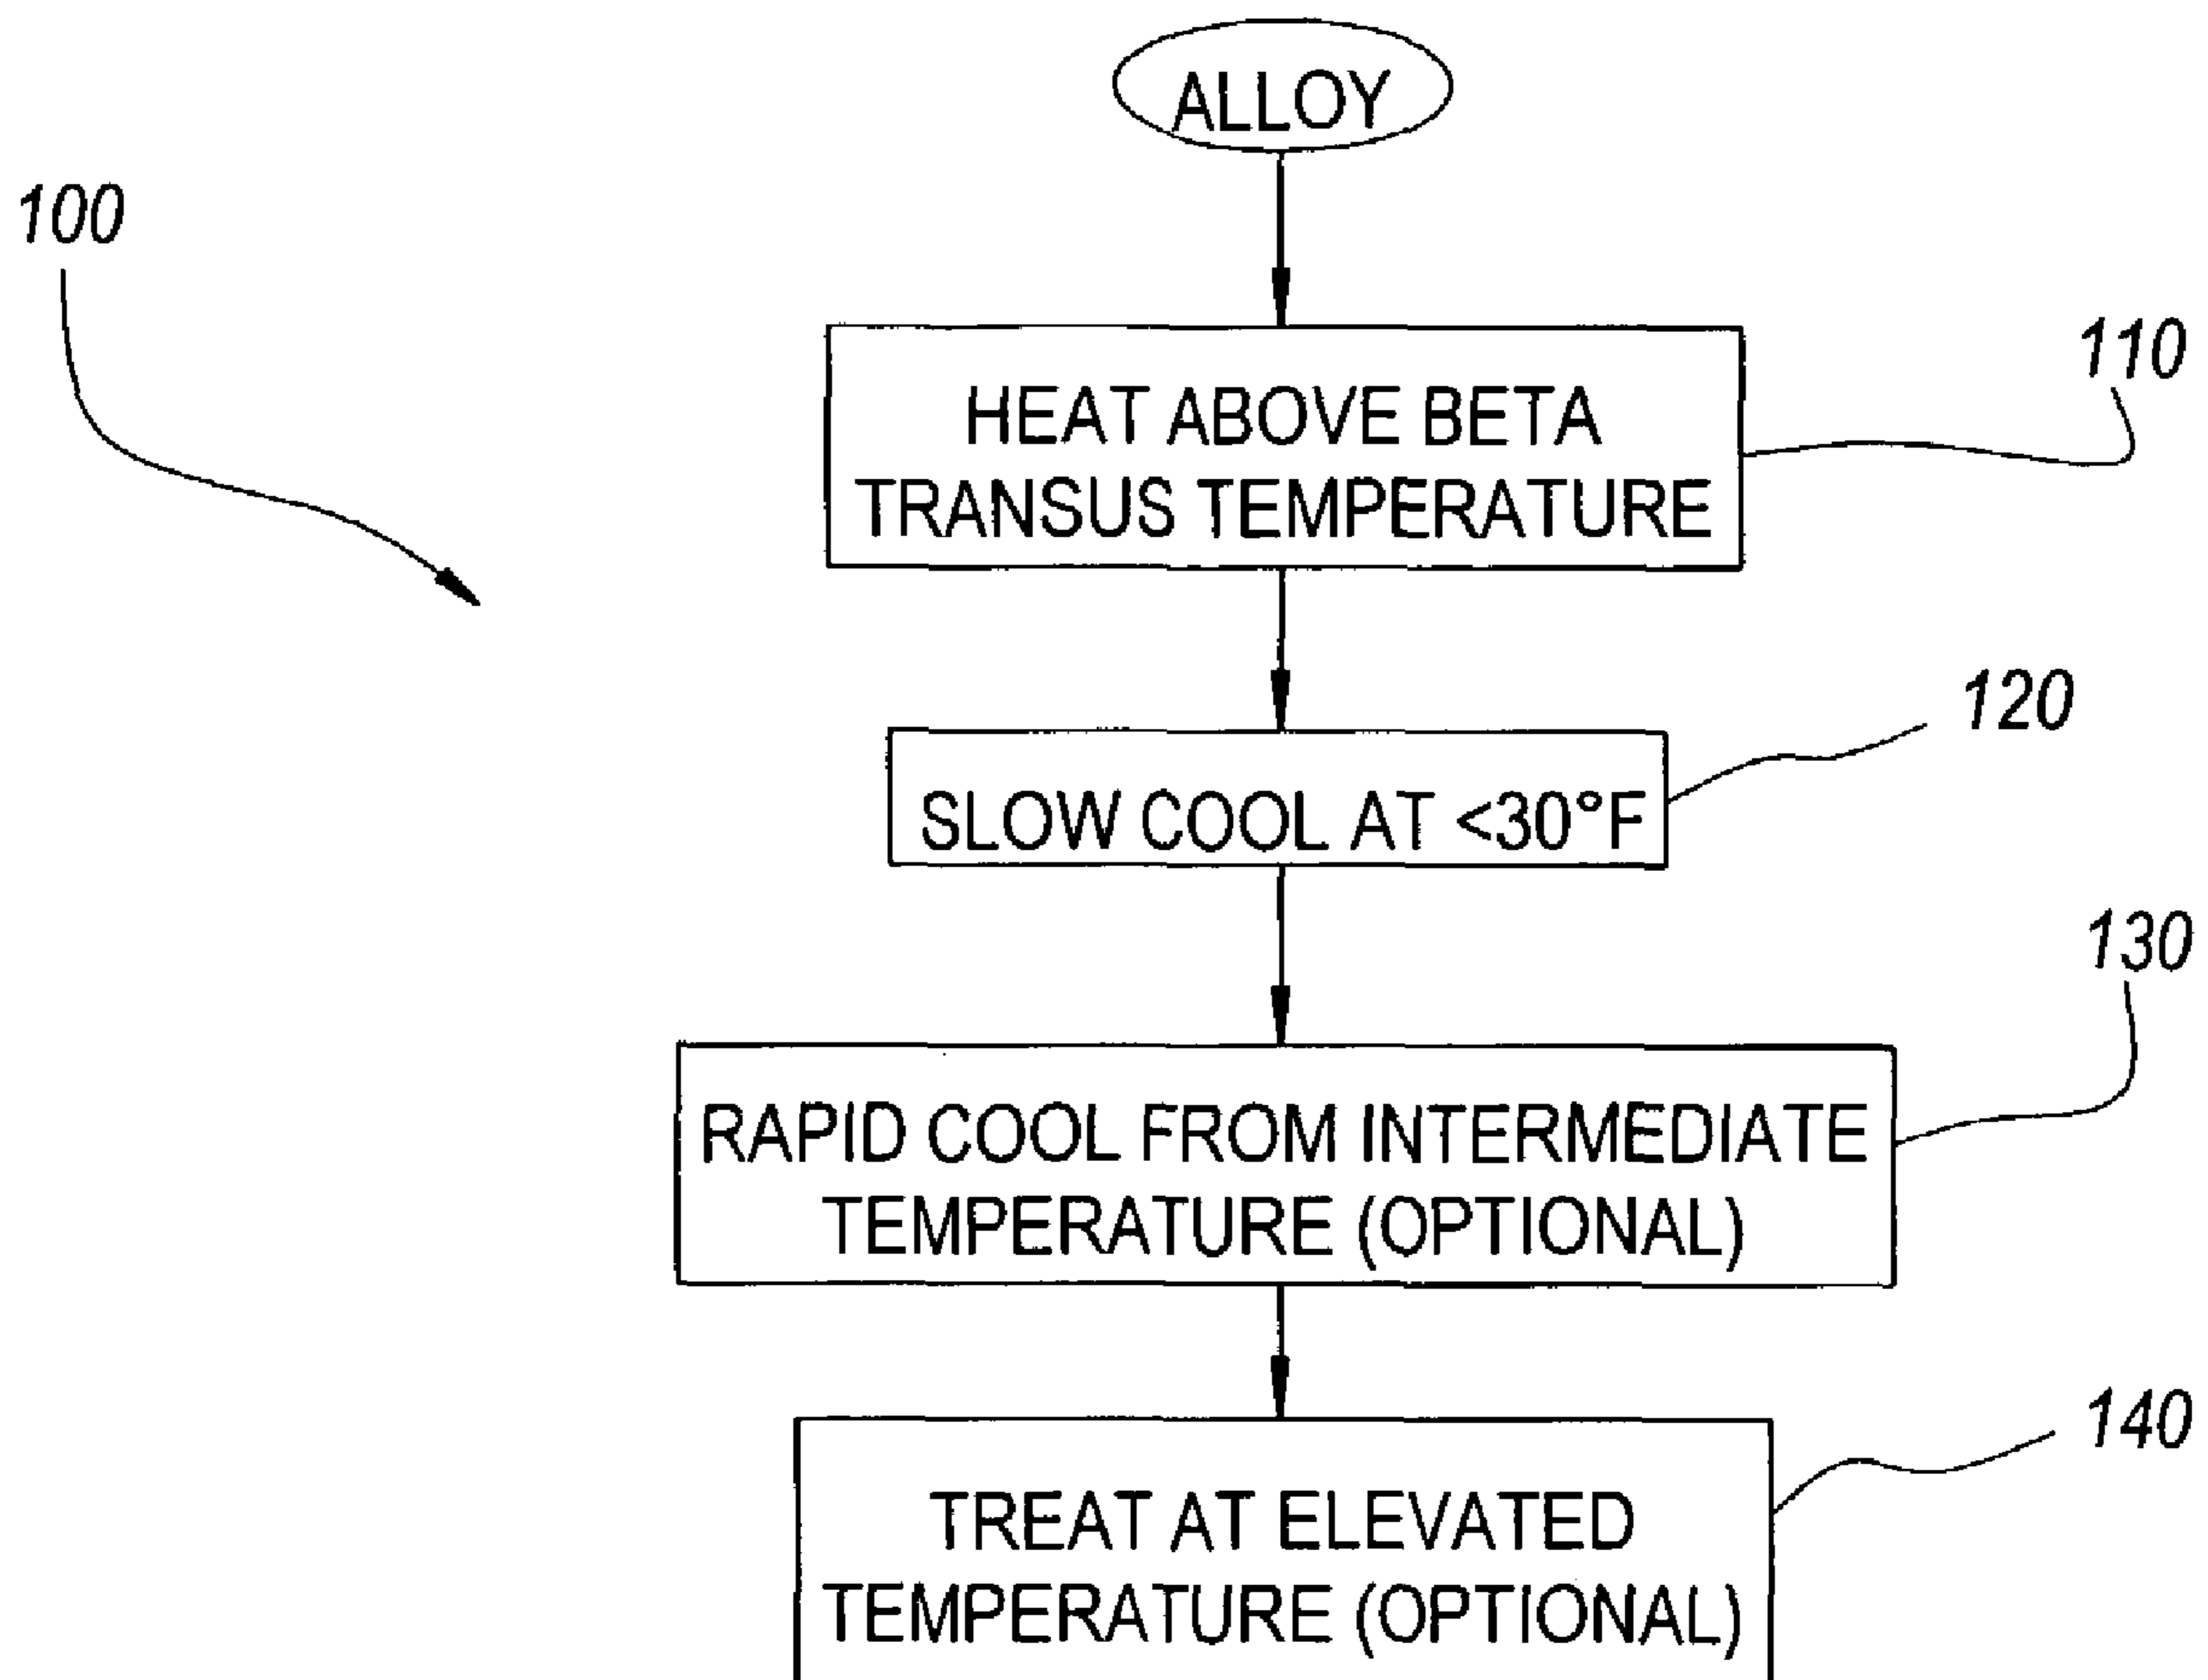 ALLOY
100
HEAT ABOVE BETA
TRANSUS TEMPERATURE
110
SLOW COOL AT <30°F
120
RAPID COOL FROM INTERMEDIATE
TEMPERATURE (OPTIONAL)
130
TREAT AT ELEVATED
TEMPERATURE (OPTIONAL)
140